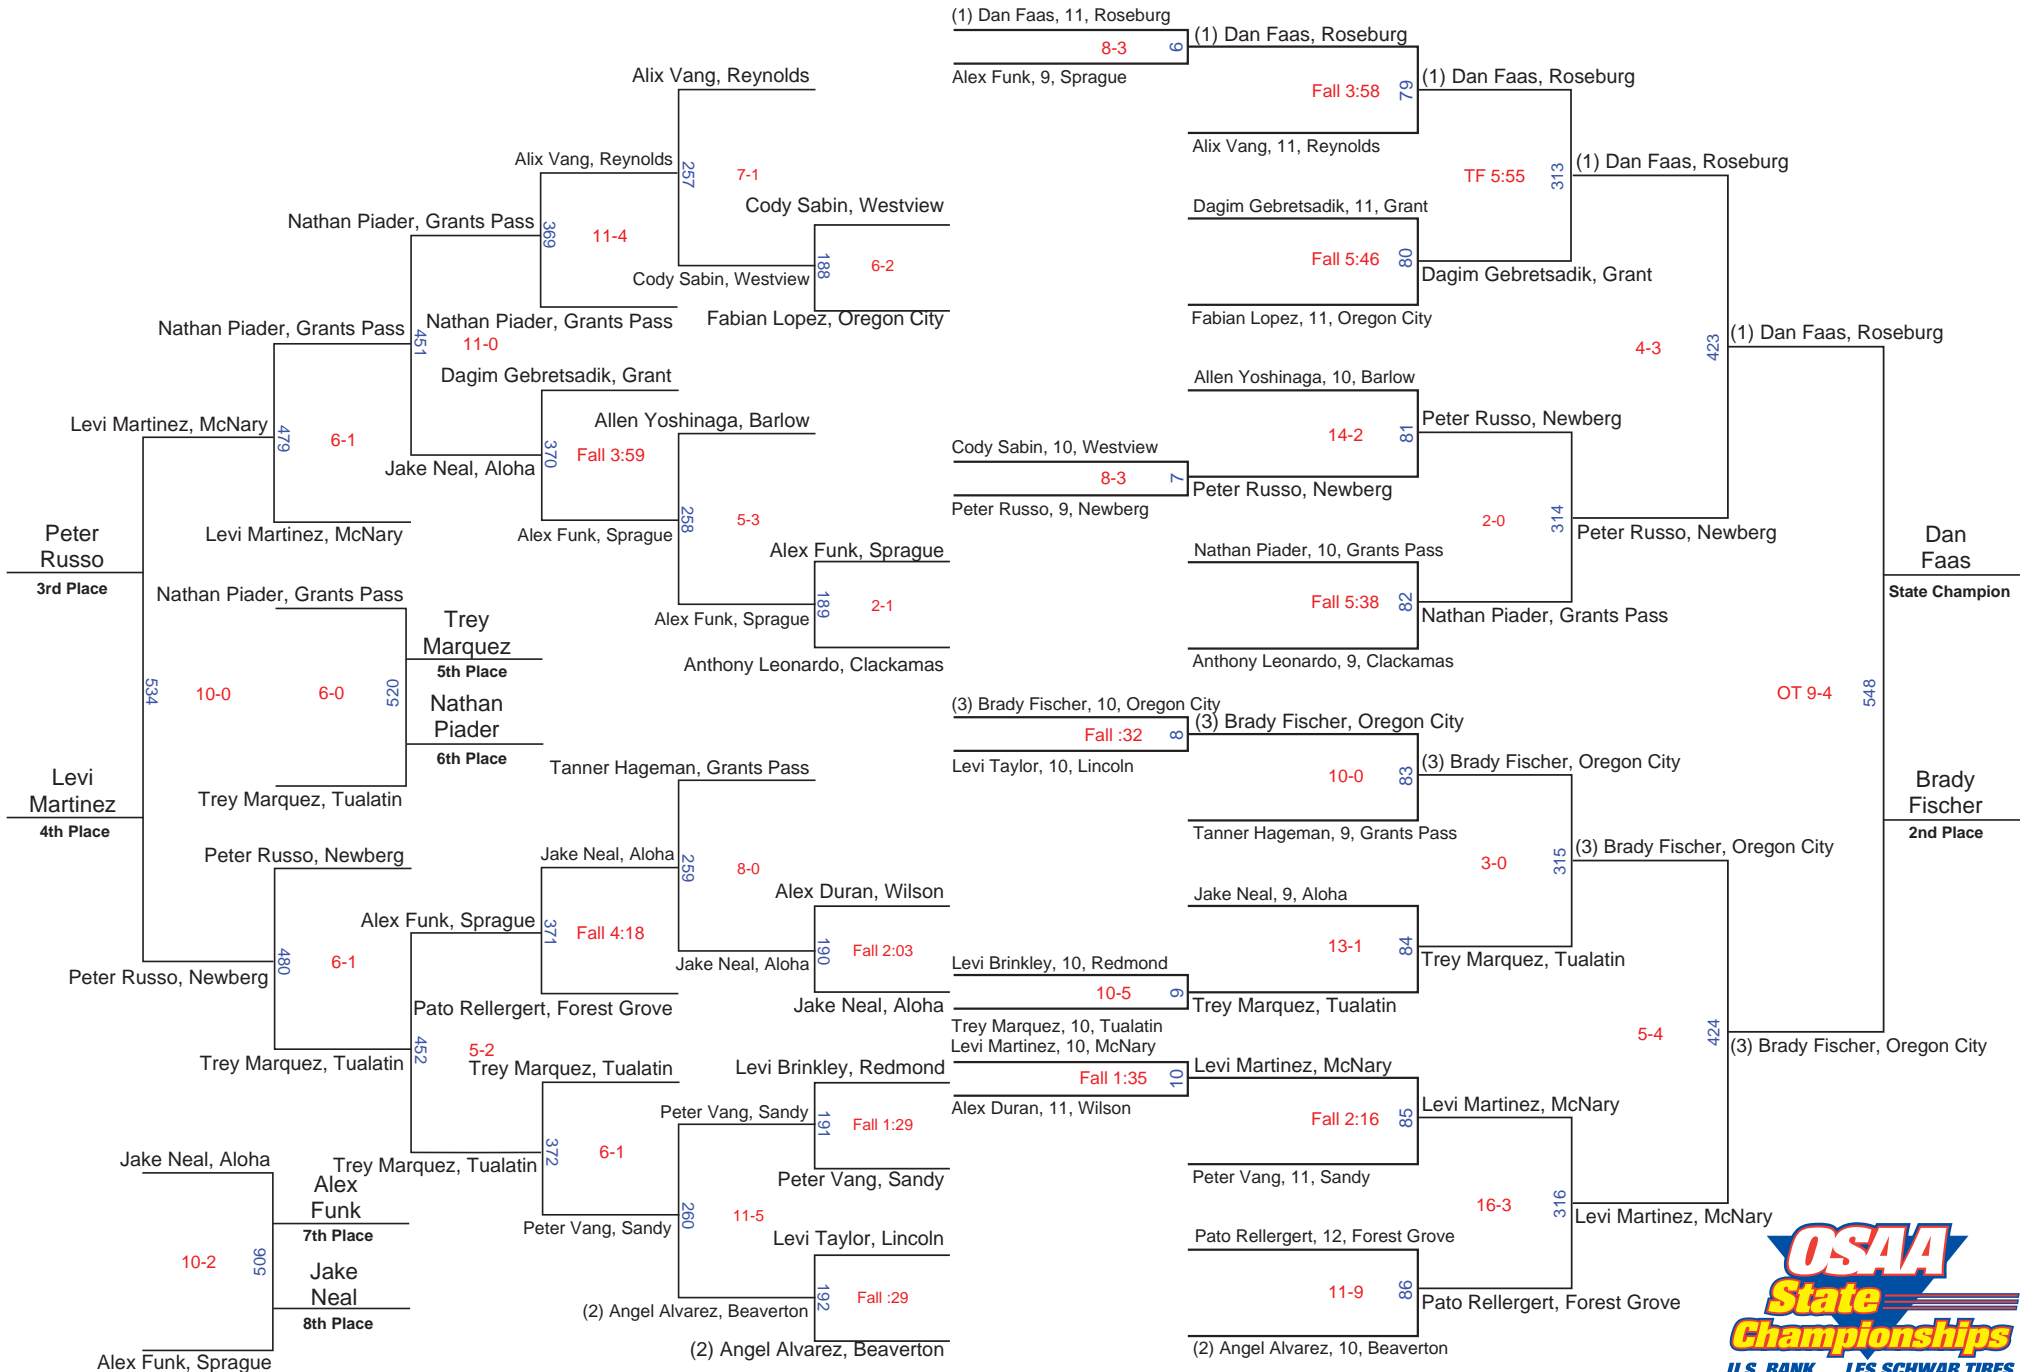 (1) Dan Faas, 11, Roseburg
8-3
6
Alex Funk, 9, Sprague
Cody Sabin, 10, Westview
8-3
7
Peter Russo, 9, Newberg
(3) Brady Fischer, 10, Oregon City
Fall :32
8
Levi Taylor, 10, Lincoln
Levi Brinkley, 10, Redmond
10-5
9
Trey Marquez, 10, Tualatin
Levi Martinez, 10, McNary
Fall 1:35
10
Alex Duran, 11, Wilson
(1) Dan Faas, Roseburg
Fall 3:58
79
Alix Vang, 11, Reynolds
Dagim Gebretsadik, 11, Grant
Fall 5:46
80
Fabian Lopez, 11, Oregon City
Allen Yoshinaga, 10, Barlow
14-2
81
Peter Russo, Newberg
Nathan Piader, 10, Grants Pass
Fall 5:38
82
Anthony Leonardo, 9, Clackamas
(3) Brady Fischer, Oregon City
10-0
83
Tanner Hageman, 9, Grants Pass
Jake Neal, 9, Aloha
13-1
84
Trey Marquez, Tualatin
Levi Martinez, McNary
Fall 2:16
85
Peter Vang, 11, Sandy
Pato Rellergert, 12, Forest Grove
11-9
86
(2) Angel Alvarez, 10, Beaverton
(1) Dan Faas, Roseburg
TF 5:55
313
Dagim Gebretsadik, Grant
Peter Russo, Newberg
2-0
314
Nathan Piader, Grants Pass
(3) Brady Fischer, Oregon City
3-0
315
Trey Marquez, Tualatin
Levi Martinez, McNary
16-3
316
Pato Rellergert, Forest Grove
(1) Dan Faas, Roseburg
4-3
423
Peter Russo, Newberg
(3) Brady Fischer, Oregon City
5-4
424
Levi Martinez, McNary
(1) Dan Faas, Roseburg
OT 9-4
548
(3) Brady Fischer, Oregon City
Dan
Faas
State Champion
Brady
Fischer
2nd Place
Cody Sabin, Westview
188
6-2
Fabian Lopez, Oregon City
Alex Funk, Sprague
189
2-1
Anthony Leonardo, Clackamas
Alex Duran, Wilson
190
Fall 2:03
Jake Neal, Aloha
Levi Brinkley, Redmond
191
Fall 1:29
Peter Vang, Sandy
Levi Taylor, Lincoln
192
Fall :29
(2) Angel Alvarez, Beaverton
Alix Vang, Reynolds
257
7-1
Cody Sabin, Westview
Allen Yoshinaga, Barlow
258
5-3
Alex Funk, Sprague
Tanner Hageman, Grants Pass
259
8-0
Jake Neal, Aloha
Peter Vang, Sandy
260
11-5
(2) Angel Alvarez, Beaverton
Alix Vang, Reynolds
369
11-4
Nathan Piader, Grants Pass
Dagim Gebretsadik, Grant
370
Fall 3:59
Alex Funk, Sprague
Jake Neal, Aloha
371
Fall 4:18
Pato Rellergert, Forest Grove
Trey Marquez, Tualatin
372
6-1
Peter Vang, Sandy
Nathan Piader, Grants Pass
451
11-0
Jake Neal, Aloha
Alex Funk, Sprague
452
5-2
Trey Marquez, Tualatin
Nathan Piader, Grants Pass
479
6-1
Levi Martinez, McNary
Peter Russo, Newberg
480
6-1
Trey Marquez, Tualatin
Levi Martinez, McNary
534
10-0
Peter Russo, Newberg
Peter
Russo
3rd Place
Levi
Martinez
4th Place
Nathan Piader, Grants Pass
6-0
520
Trey Marquez, Tualatin
Trey
Marquez
5th Place
Nathan
Piader
6th Place
Jake Neal, Aloha
10-2
506
Alex Funk, Sprague
Alex
Funk
7th Place
Jake
Neal
8th Place
OSAA
State
Championships
U.S. BANK LES SCHWAB TIRES